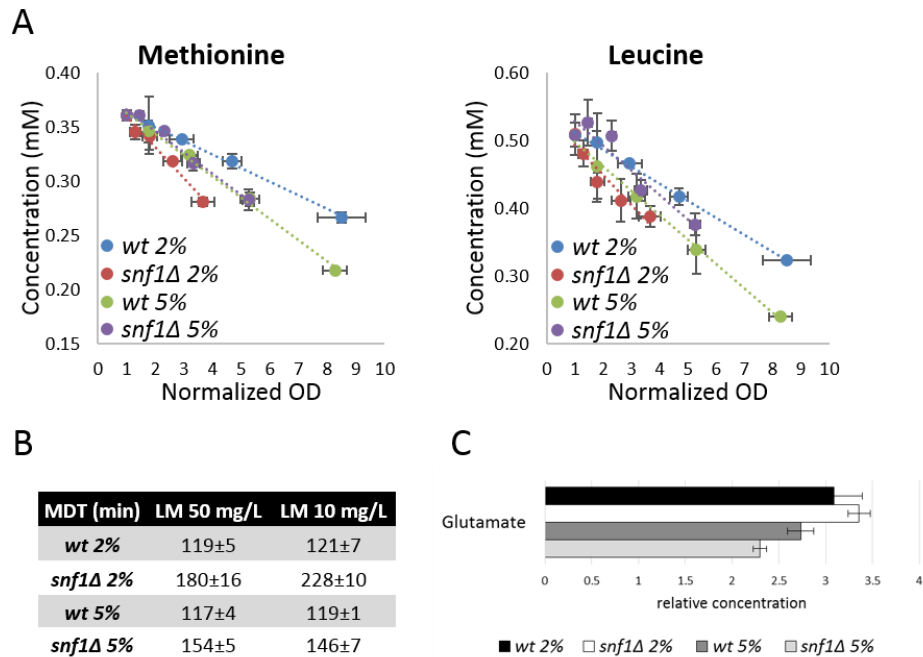 A
Methionine
Concentration (mM)
0.40
0.35
0.30
0.25
0.20
0.15
wt 2%
snf1Δ 2%
wt 5%
snf1Δ 5%
0 1 2 3 4 5 6 7 8 9 10
Normalized OD
Leucine
Concentration (mM)
0.60
0.50
0.40
0.30
0.20
wt 2%
snf1Δ 2%
wt 5%
snf1Δ 5%
0 1 2 3 4 5 6 7 8 9 10
Normalized OD
B
MDT (min) LM 50 mg/L LM 10 mg/L
wt 2% 119±5 121±7
snf1Δ 2% 180±16 228±10
wt 5% 117±4 119±1
snf1Δ 5% 154±5 146±7
C
Glutamate
0 0.5 1 1.5 2 2.5 3 3.5 4
relative concentration
wt 2% snf1Δ 2% wt 5% snf1Δ 5%